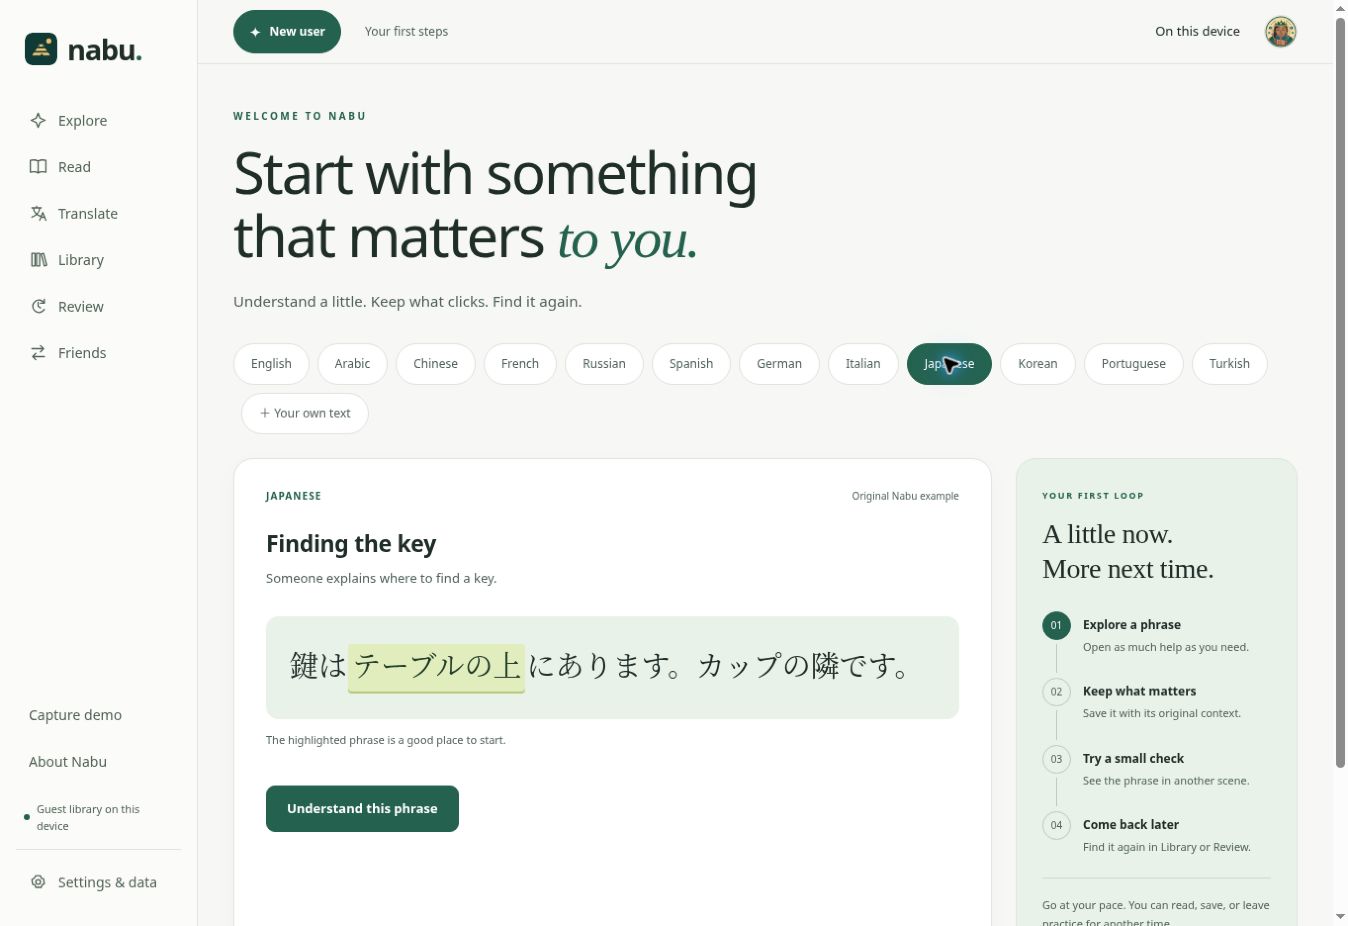 nabu.
Explore
Read
Translate
Library
Review
Friends
Capture demo
About Nabu
Guest library on this
device
Settings & data
New user
Your first steps
On this device
WELCOME TO NABU
Start with something
that matters to you.
Understand a little. Keep what clicks. Find it again.
English
Arabic
Chinese
French
Russian
Spanish
German
Italian
Korean
Portuguese
Turkish
+ Your own text
JAPANESE
Original Nabu example
Finding the key
Someone explains where to find a key.
鍵はテーブルの上にあります。カップの隣です。
The highlighted phrase is a good place to start.
Understand this phrase
YOUR FIRST LOOP
A little now.
More next time.
01
Explore a phrase
Open as much help as you need.
02
Keep what matters
Save it with its original context.
03
Try a small check
See the phrase in another scene.
04
Come back later
Find it again in Library or Review.
Go at your pace. You can read, save, or leave
practice for another time.